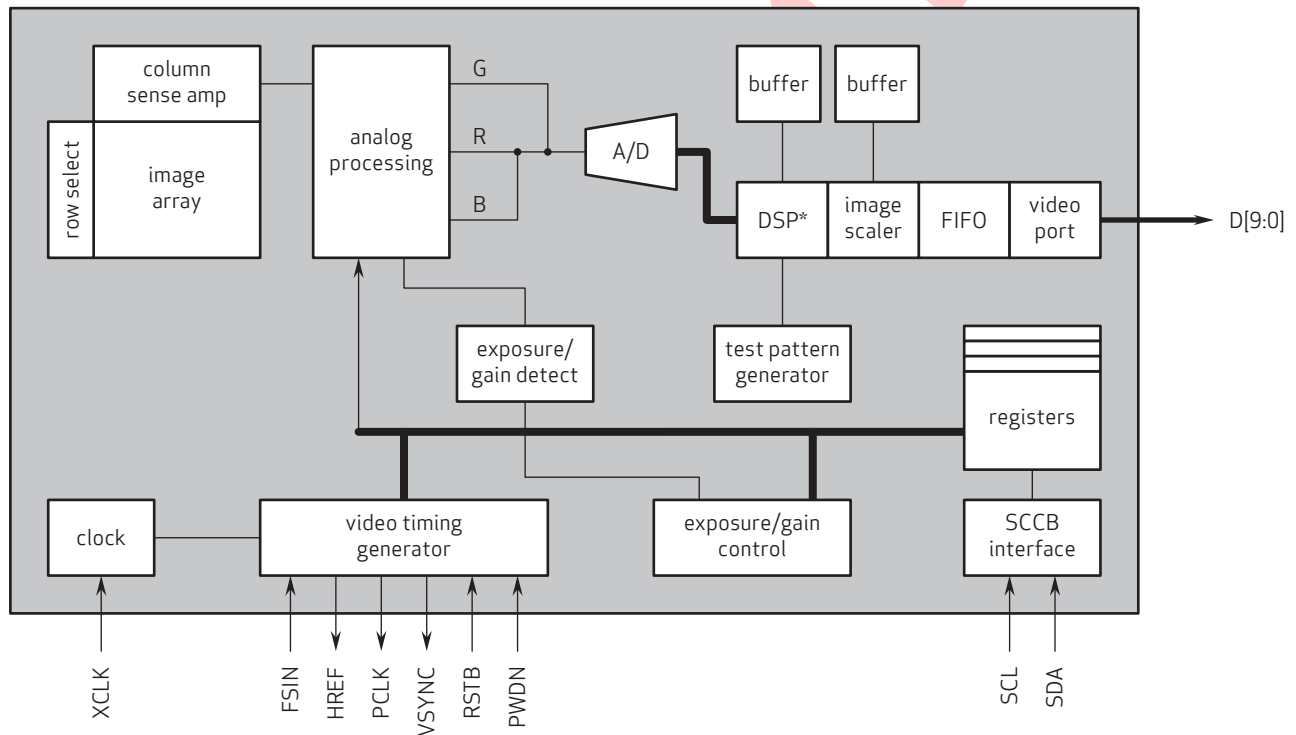 column
sense amp
row select
image
array
analog
processing
G
R
B
A/D
buffer
buffer
DSP*
image
scaler
FIFO
video
port
D[9:0]
exposure/
gain detect
test pattern
generator
registers
clock
video timing
generator
exposure/gain
control
SCCB
interface
XCLK
FSIN
HREF
PCLK
VSYNC
RSTB
PWDN
SCL
SDA